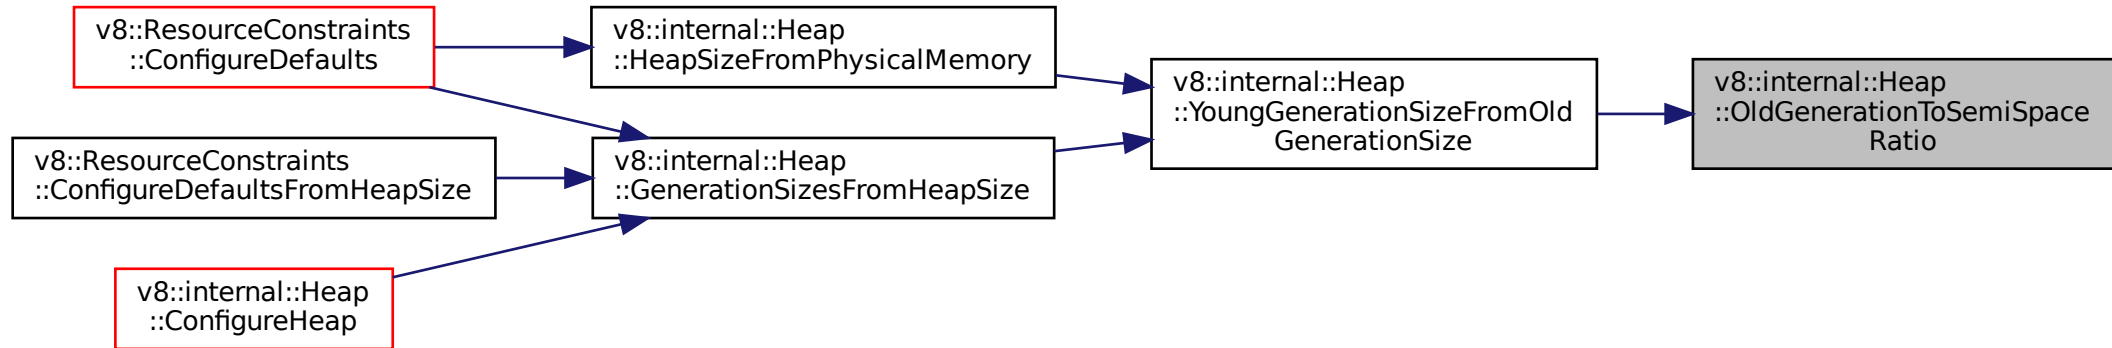 v8::ResourceConstraints
::ConfigureDefaults
v8::internal::Heap
::HeapSizeFromPhysicalMemory
v8::ResourceConstraints
::ConfigureDefaultsFromHeapSize
v8::internal::Heap
::GenerationSizesFromHeapSize
v8::internal::Heap
::ConfigureHeap
v8::internal::Heap
::YoungGenerationSizeFromOld
GenerationSize
v8::internal::Heap
::OldGenerationToSemiSpace
Ratio